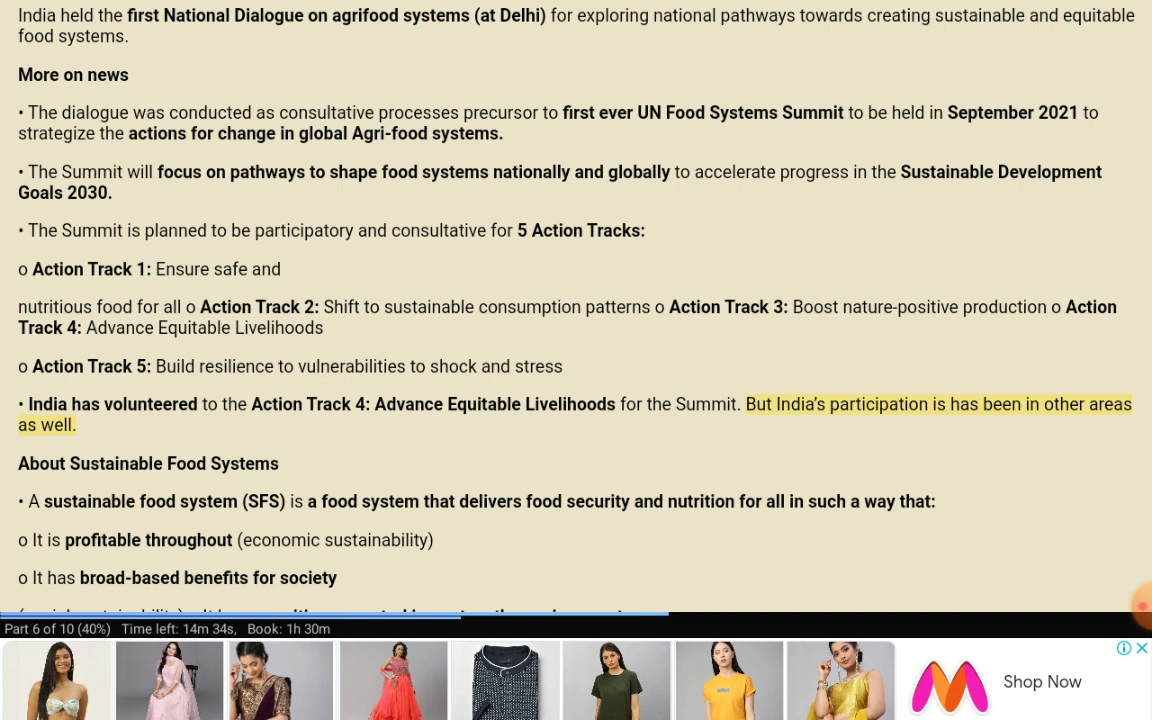 India held the first National Dialogue on agrifood systems (at Delhi) for exploring national pathways towards creating sustainable and equitable
food systems.
More on news
• The dialogue was conducted as consultative processes precursor to first ever UN Food Systems Summit to be held in September 2021 to
strategize the actions for change in global Agri-food systems.
• The Summit will focus on pathways to shape food systems nationally and globally to accelerate progress in the Sustainable Development
Goals 2030.
• The Summit is planned to be participatory and consultative for 5 Action Tracks:
o Action Track 1: Ensure safe and
nutritious food for all o Action Track 2: Shift to sustainable consumption patterns o Action Track 3: Boost nature-positive production o Action
Track 4: Advance Equitable Livelihoods
o Action Track 5: Build resilience to vulnerabilities to shock and stress
• India has volunteered to the Action Track 4: Advance Equitable Livelihoods for the Summit. But India’s participation is has been in other areas
as well.
About Sustainable Food Systems
• A sustainable food system (SFS) is a food system that delivers food security and nutrition for all in such a way that:
o It is profitable throughout (economic sustainability)
o It has broad-based benefits for society
Part 6 of 10 (40%) Time left: 14m 34s, Book: 1h 30m
Shop Now